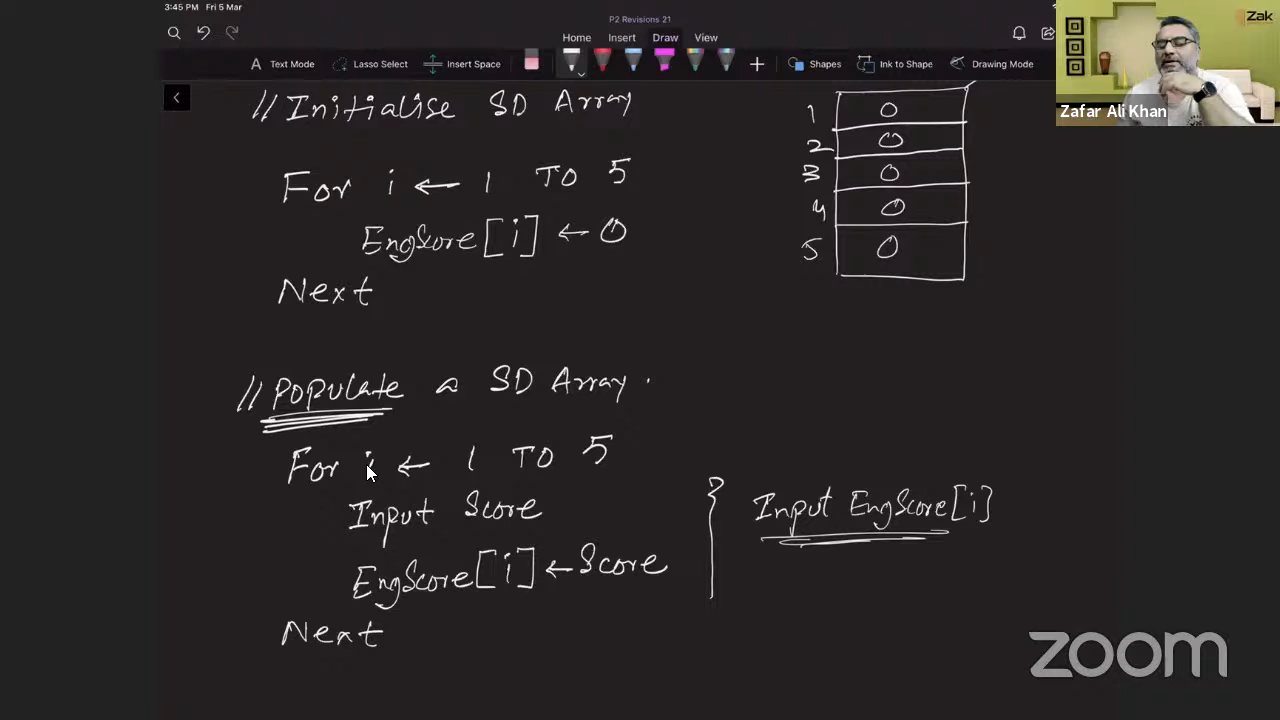 3:45 PM Fri 5 Mar
P2 Revisions 21
Home Insert Draw View
Text Mode Lasso Select Insert Space Shapes Ink to Shape Drawing Mode
Zak
Zafar Ali Khan
// Initialise SD Array
For i ← 1 TO 5
EngScore[i] ← 0
Next
1 0
2 0
3 0
4 0
5 0
// POPULATE a SD Array.
For i ← 1 TO 5
Input Score
EngScore[i] ← Score
Next
} Input EngScore[i]
zoom